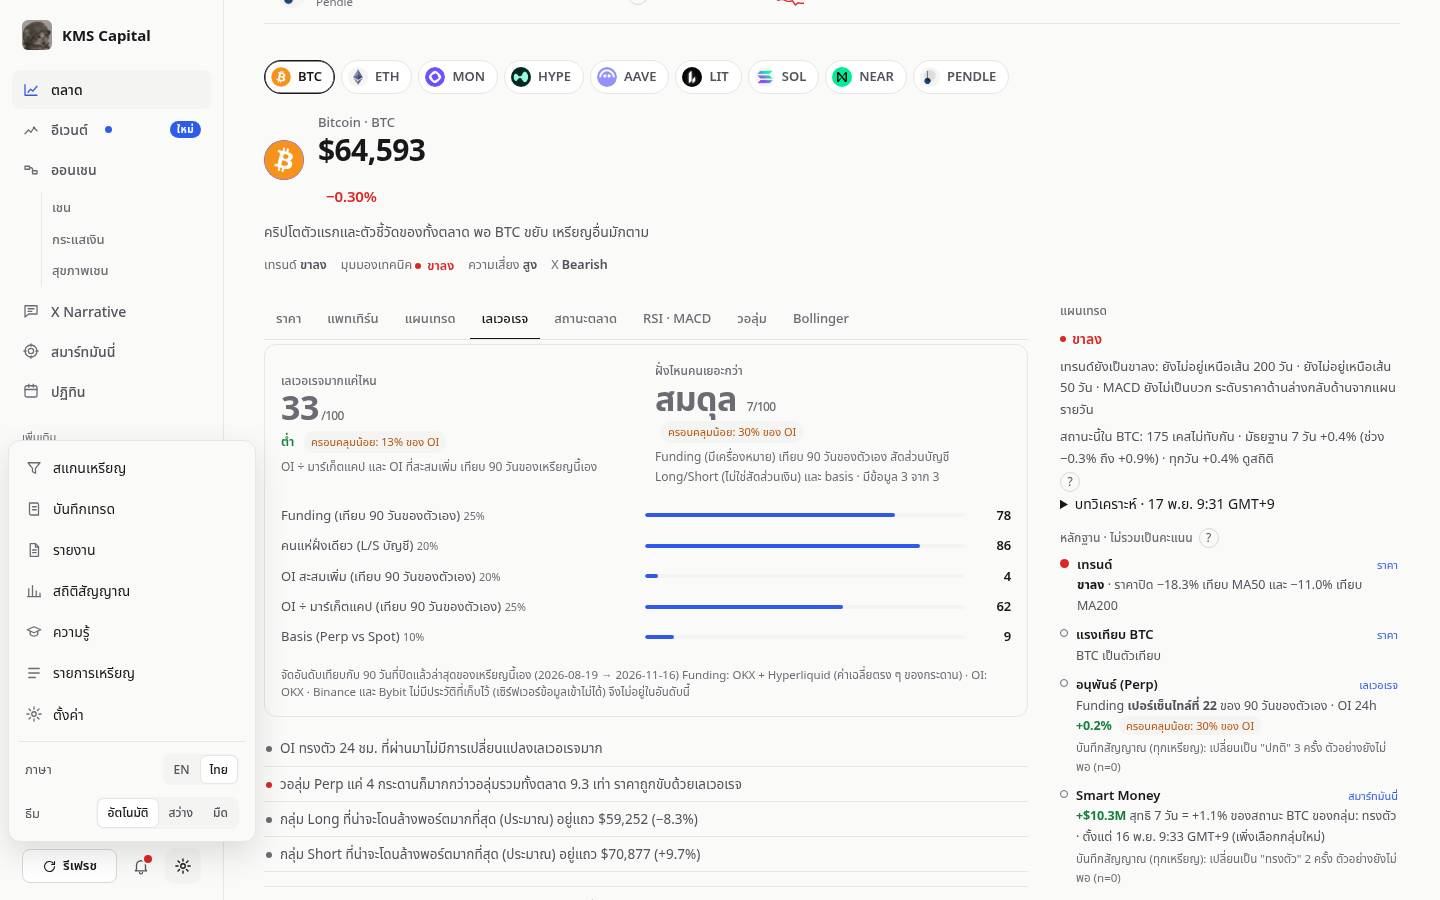 KMS Capital
ตลาด
อีเวนต์
ใหม่
ออนเชน
เชน
กระแสเงิน
สุขภาพเชน
X Narrative
สมาร์ทมันนี่
ปฏิทิน
เพิ่มเติม
สแกนเหรียญ
บันทึกเทรด
รายงาน
สถิติสัญญาณ
ความรู้
รายการเหรียญ
ตั้งค่า
ภาษา
EN ไทย
ธีม
อัตโนมัติ สว่าง มืด
รีเฟรช
Pendle
BTC ETH MON HYPE AAVE LIT SOL NEAR PENDLE
Bitcoin · BTC
$64,593
−0.30%
คริปโตตัวแรกและตัวชี้วัดของทั้งตลาด พอ BTC ขยับ เหรียญอื่นมักตาม
เทรนด์ ขาลง มุมมองเทคนิค ขาลง ความเสี่ยง สูง X Bearish
ราคา แพทเทิร์น แผนเทรด เลเวอเรจ สถานะตลาด RSI · MACD วอลุ่ม Bollinger
เลเวอเรจมากแค่ไหน
33 /100
ต่ำ ครอบคลุมน้อย: 13% ของ OI
OI ÷ มาร์เก็ตแคป และ OI ที่สะสมเพิ่ม เทียบ 90 วันของเหรียญนี้เอง
ฝั่งไหนคนเยอะกว่า
สมดุล 7/100
ครอบคลุมน้อย: 30% ของ OI
Funding (มีเครื่องหมาย) เทียบ 90 วันของตัวเอง สัดส่วนบัญชี
Long/Short (ไม่ใช่สัดส่วนเงิน) และ basis · มีข้อมูล 3 จาก 3
Funding (เทียบ 90 วันของตัวเอง) 25% 78
คนแห่ฝั่งเดียว (L/S บัญชี) 20% 86
OI สะสมเพิ่ม (เทียบ 90 วันของตัวเอง) 20% 4
OI ÷ มาร์เก็ตแคป (เทียบ 90 วันของตัวเอง) 25% 62
Basis (Perp vs Spot) 10% 9
จัดอันดับเทียบกับ 90 วันที่ปิดแล้วล่าสุดของเหรียญนี้เอง (2026-08-19 → 2026-11-16) Funding: OKX + Hyperliquid (ค่าเฉลี่ยตรง ๆ ของกระดาน) · OI:
OKX · Binance และ Bybit ไม่มีประวัติที่เก็บไว้ (เซิร์ฟเวอร์ข้อมูลเข้าไม่ได้) จึงไม่อยู่ในอันดับนี้
OI ทรงตัว 24 ชม. ที่ผ่านมาไม่มีการเปลี่ยนแปลงเลเวอเรจมาก
วอลุ่ม Perp แค่ 4 กระดานก็มากกว่าวอลุ่มรวมทั้งตลาด 9.3 เท่า ราคาถูกขับด้วยเลเวอเรจ
กลุ่ม Long ที่น่าจะโดนล้างพอร์ตมากที่สุด (ประมาณ) อยู่แถว $59,252 (−8.3%)
กลุ่ม Short ที่น่าจะโดนล้างพอร์ตมากที่สุด (ประมาณ) อยู่แถว $70,877 (+9.7%)
แผนเทรด
ขาลง
เทรนด์ยังเป็นขาลง: ยังไม่อยู่เหนือเส้น 200 วัน · ยังไม่อยู่เหนือเส้น
50 วัน · MACD ยังไม่เป็นบวก ระดับราคาด้านล่างกลับด้านจากแผน
รายวัน
สถานะนี้ใน BTC: 175 เคสไม่ทับกัน · มัธยฐาน 7 วัน +0.4% (ช่วง
−0.3% ถึง +0.9%) · ทุกวัน +0.4% ดูสถิติ
?
บทวิเคราะห์ · 17 พ.ย. 9:31 GMT+9
หลักฐาน · ไม่รวมเป็นคะแนน ?
เทรนด์ ราคา
ขาลง · ราคาปิด −18.3% เทียบ MA50 และ −11.0% เทียบ
MA200
แรงเทียบ BTC ราคา
BTC เป็นตัวเทียบ
อนุพันธ์ (Perp) เลเวอเรจ
Funding เปอร์เซ็นไทล์ที่ 22 ของ 90 วันของตัวเอง · OI 24h
+0.2% ครอบคลุมน้อย: 30% ของ OI
บันทึกสัญญาณ (ทุกเหรียญ): เปลี่ยนเป็น "ปกติ" 3 ครั้ง ตัวอย่างยังไม่
พอ (n=0)
Smart Money สมาร์ทมันนี่
+$10.3M สุทธิ 7 วัน = +1.1% ของสถานะ BTC ของกลุ่ม: ทรงตัว
· ตั้งแต่ 16 พ.ย. 9:33 GMT+9 (เพิ่งเลือกกลุ่มใหม่)
บันทึกสัญญาณ (ทุกเหรียญ): เปลี่ยนเป็น "ทรงตัว" 2 ครั้ง ตัวอย่างยังไม่
พอ (n=0)